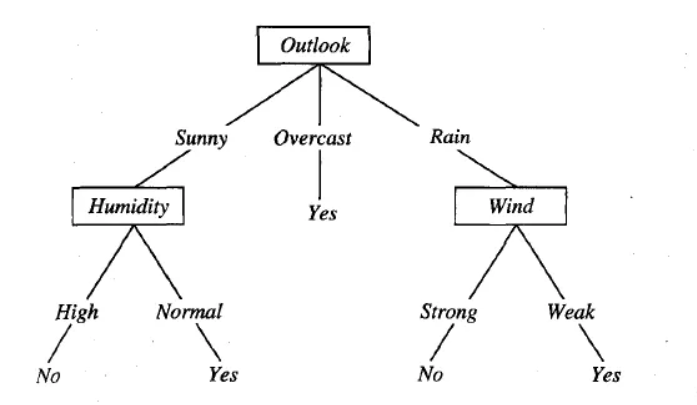 Outlook
Sunny Overcast Rain
Humidity Yes Wind
High Normal Strong Weak
No Yes No Yes